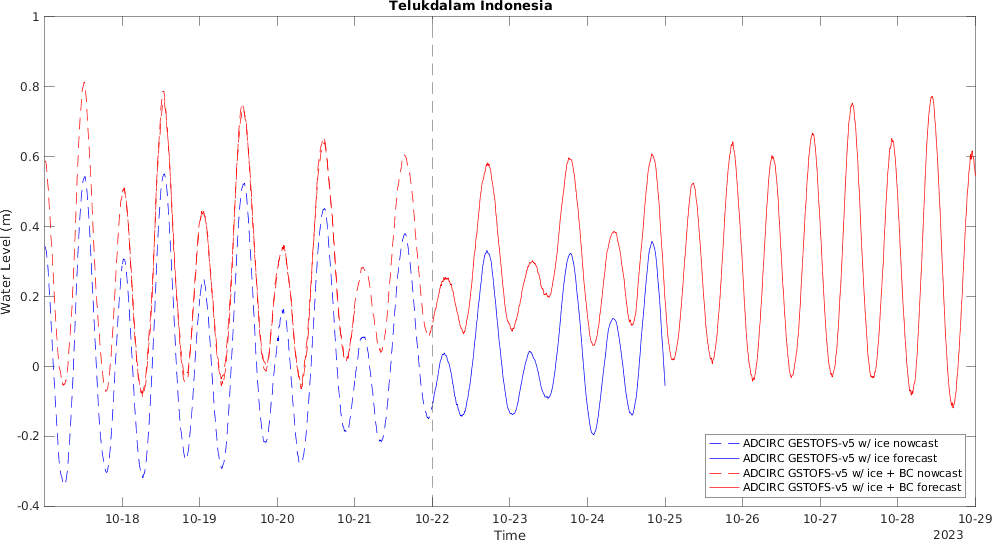 Telukdalam Indonesia
Water Level (m)
1
0.8
0.6
0.4
0.2
0
-0.2
-0.4
ADCIRC GESTOFS-v5 w/ ice nowcast
ADCIRC GESTOFS-v5 w/ ice forecast
ADCIRC GSTOFS-v5 w/ ice + BC nowcast
ADCIRC GSTOFS-v5 w/ ice + BC forecast
10-18 10-19 10-20 10-21 10-22 10-23 10-24 10-25 10-26 10-27 10-28 10-29
Time
2023